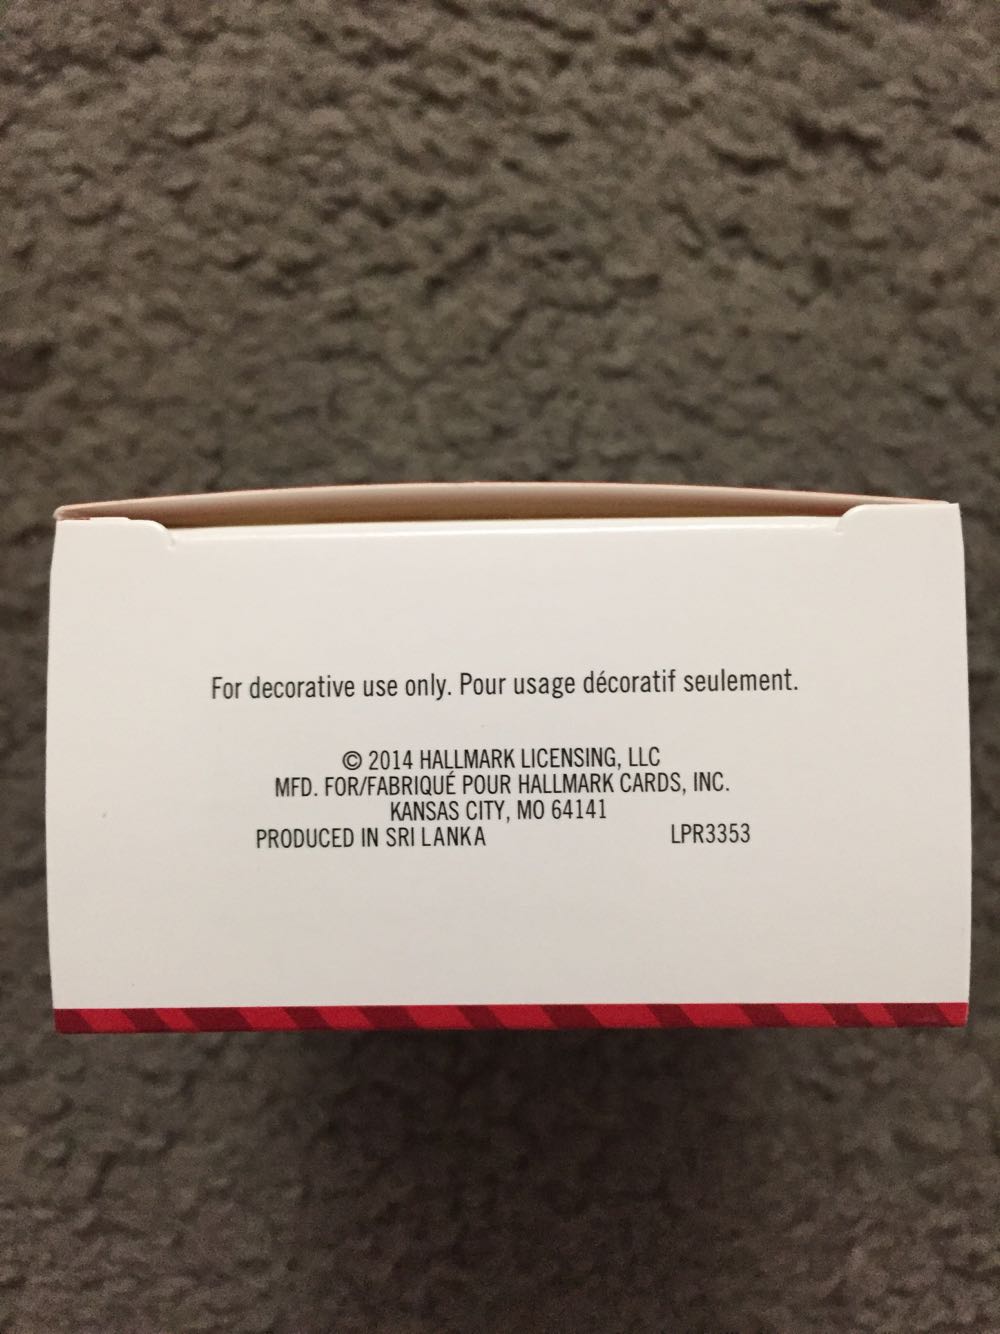 For decorative use only. Pour usage décoratif seulement.
© 2014 HALLMARK LICENSING, LLC
MFD. FOR/FABRIQUÉ POUR HALLMARK CARDS, INC.
KANSAS CITY, MO 64141
PRODUCED IN SRI LANKA LPR3353